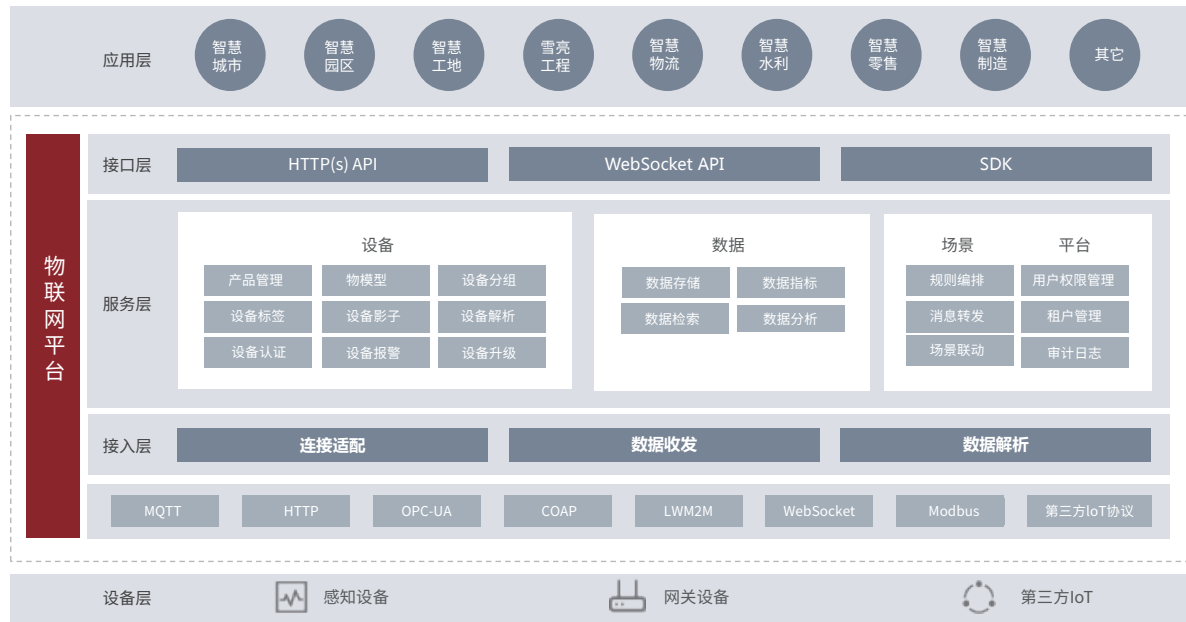 应用层
智慧
城市
智慧
园区
智慧
工地
雪亮
工程
智慧
物流
智慧
水利
智慧
零售
智慧
制造
其它
物联网平台
接口层
HTTP(s) API
WebSocket API
SDK
服务层
设备
产品管理
物模型
设备分组
设备标签
设备影子
设备解析
设备认证
设备报警
设备升级
数据
数据存储
数据指标
数据检索
数据分析
场景
规则编排
消息转发
场景联动
平台
用户权限管理
租户管理
审计日志
接入层
连接适配
数据收发
数据解析
MQTT
HTTP
OPC-UA
COAP
LWM2M
WebSocket
Modbus
第三方IoT协议
设备层
感知设备
网关设备
第三方IoT